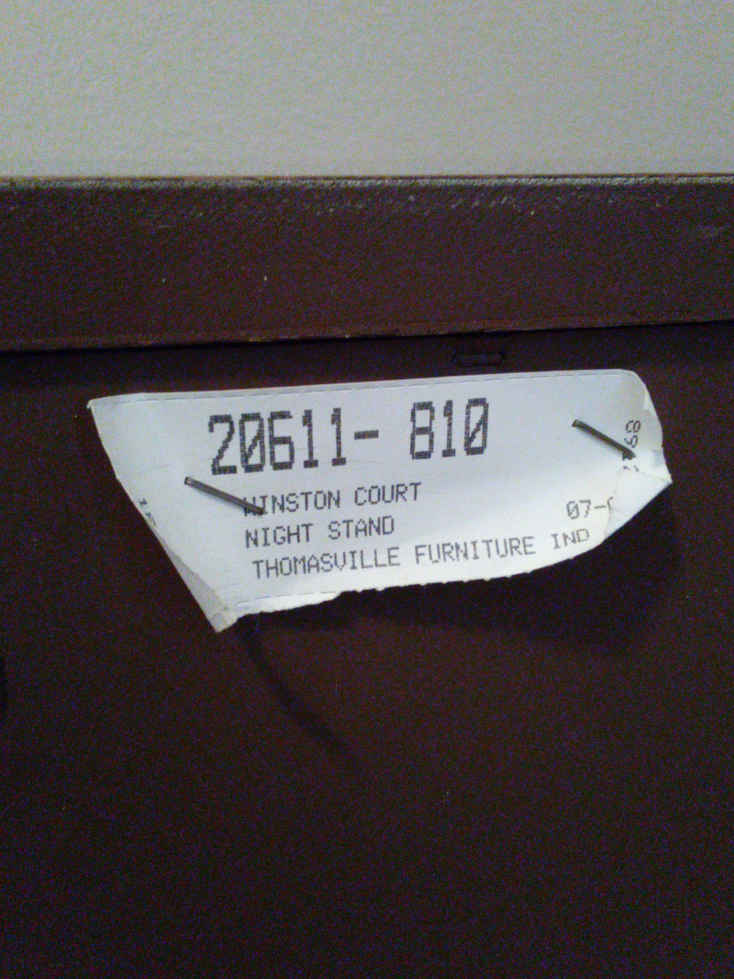 20611- 810
WINSTON COURT
NIGHT STAND
THOMASVILLE FURNITURE IND